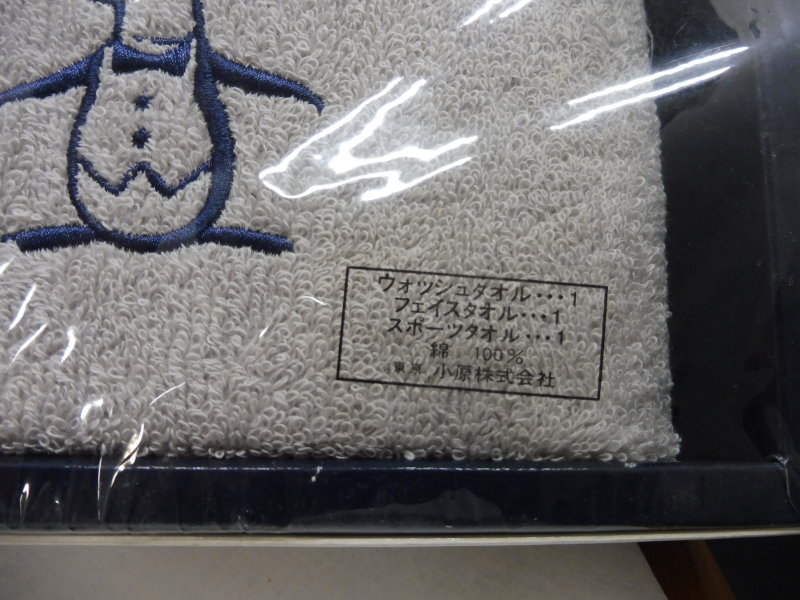 ウォッシュタオル・・・1
フェイスタオル・・・1
スポーツタオル・・・1
綿 100%
東京 小原株式会社